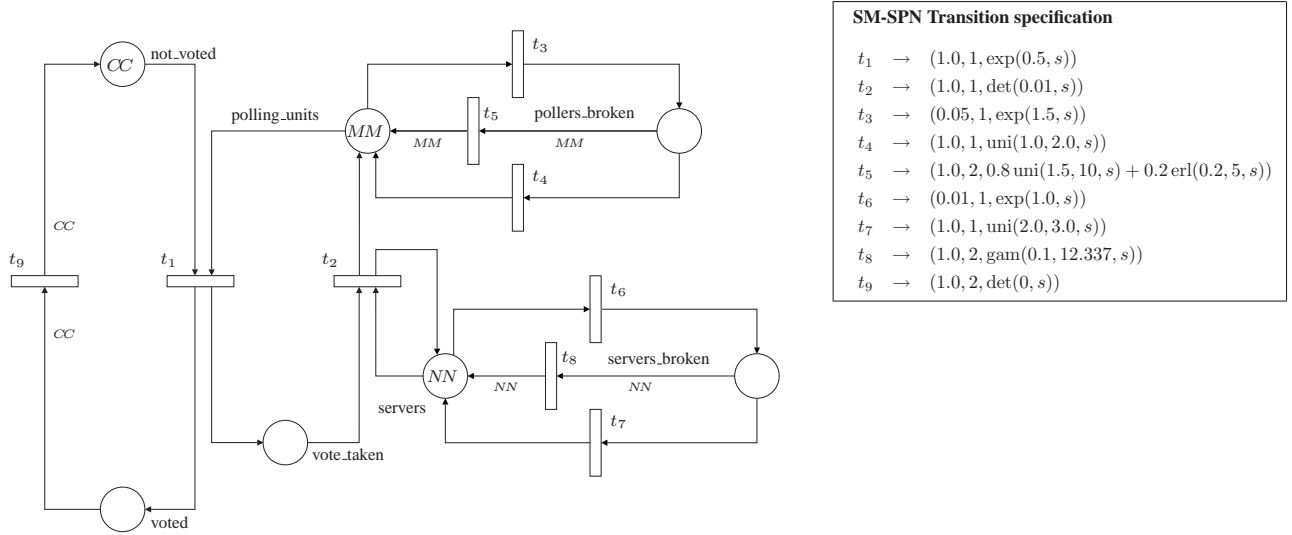 CC
not_voted
t3
polling_units
MM
t5
pollers_broken
MM
MM
t4
CC
t9
t1
t2
t6
CC
NN
t8
servers_broken
NN
NN
servers
t7
vote_taken
voted
SM-SPN Transition specification
t1 → (1.0, 1, exp(0.5, s))
t2 → (1.0, 1, det(0.01, s))
t3 → (0.05, 1, exp(1.5, s))
t4 → (1.0, 1, uni(1.0, 2.0, s))
t5 → (1.0, 2, 0.8 uni(1.5, 10, s) + 0.2 erl(0.2, 5, s))
t6 → (0.01, 1, exp(1.0, s))
t7 → (1.0, 1, uni(2.0, 3.0, s))
t8 → (1.0, 2, gam(0.1, 12.337, s))
t9 → (1.0, 2, det(0, s))